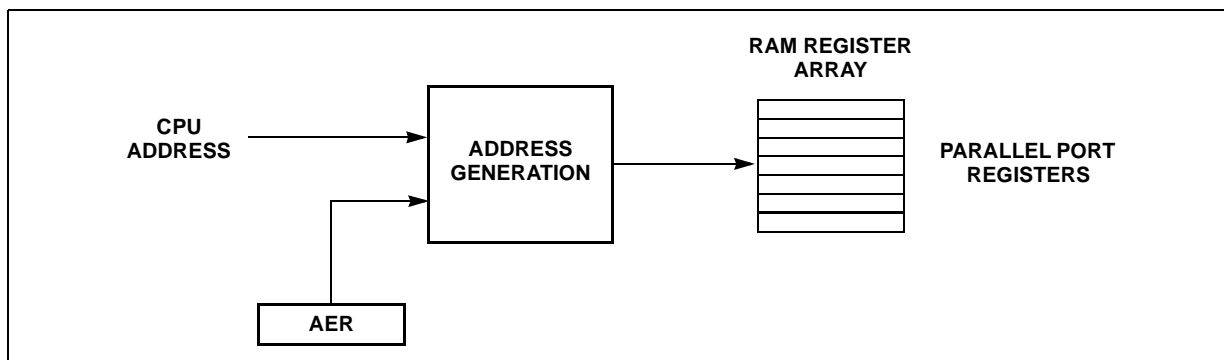 RAM REGISTER
ARRAY
CPU
ADDRESS
ADDRESS
GENERATION
PARALLEL PORT
REGISTERS
AER